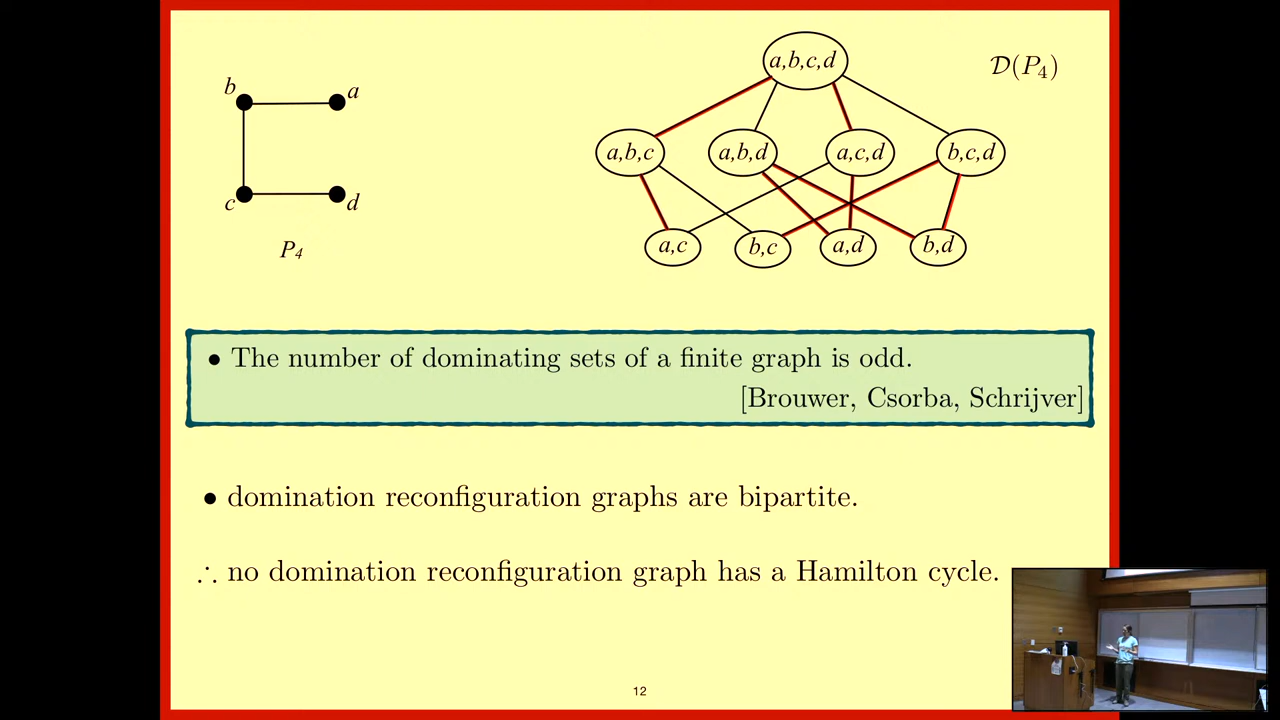 b
a
c
d
P₄
a,b,c,d
𝒟(P₄)
a,b,c
a,b,d
a,c,d
b,c,d
a,c
b,c
a,d
b,d
• The number of dominating sets of a finite graph is odd.
[Brouwer, Csorba, Schrijver]
• domination reconfiguration graphs are bipartite.
∴ no domination reconfiguration graph has a Hamilton cycle.
12